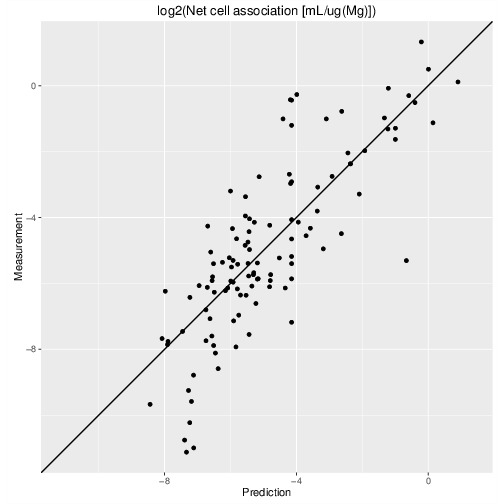 log2(Net cell association [mL/ug(Mg)])
0
−4
−8
Measurement
−8
−4
0
Prediction